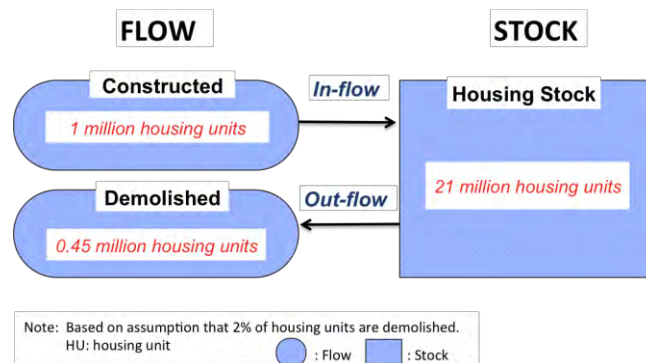 FLOW
STOCK
Constructed
In-flow
Housing Stock
1 million housing units
21 million housing units
Demolished
Out-flow
0.45 million housing units
Note: Based on assumption that 2% of housing units are demolished.
HU: housing unit
: Flow
: Stock